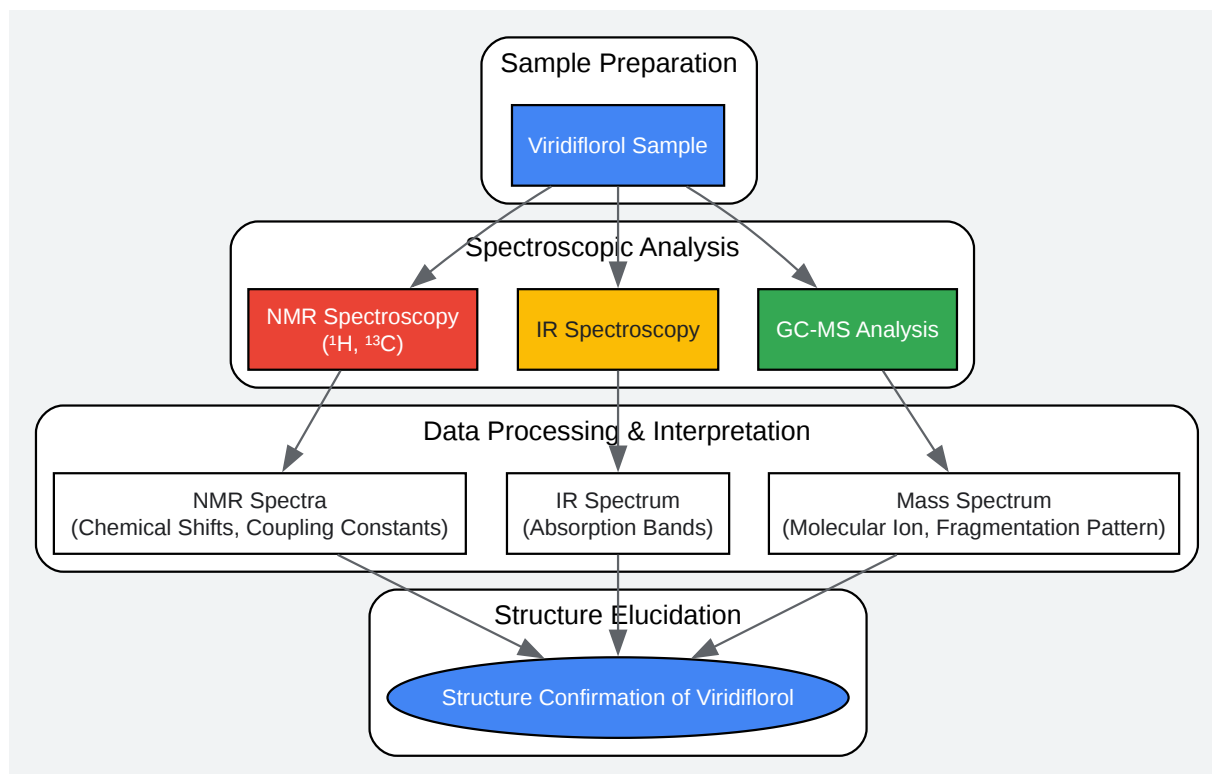 Sample Preparation
Viridiflorol Sample
Spectroscopic Analysis
NMR Spectroscopy
(¹H, ¹³C)
IR Spectroscopy
GC-MS Analysis
Data Processing & Interpretation
NMR Spectra
(Chemical Shifts, Coupling Constants)
IR Spectrum
(Absorption Bands)
Mass Spectrum
(Molecular Ion, Fragmentation Pattern)
Structure Elucidation
Structure Confirmation of Viridiflorol